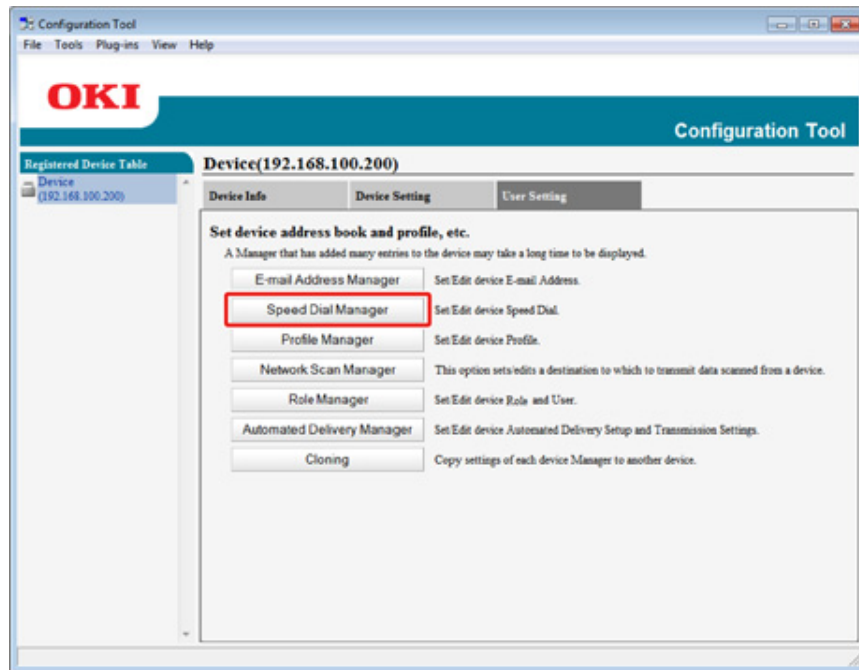 Configuration Tool
File Tools Plug-ins View Help
OKI
Configuration Tool
Registered Device Table
Device
(192.168.100.200)
Device(192.168.100.200)
Device Info Device Setting User Setting
Set device address book and profile, etc.
A Manager that has added many entries to the device may take a long time to be displayed.
E-mail Address Manager Set/Edit device E-mail Address.
Speed Dial Manager Set/Edit device Speed Dial.
Profile Manager Set/Edit device Profile.
Network Scan Manager This option sets/edits a destination to which to transmit data scanned from a device.
Role Manager Set/Edit device Role and User.
Automated Delivery Manager Set/Edit device Automated Delivery Setup and Transmission Settings.
Cloning Copy settings of each device Manager to another device.